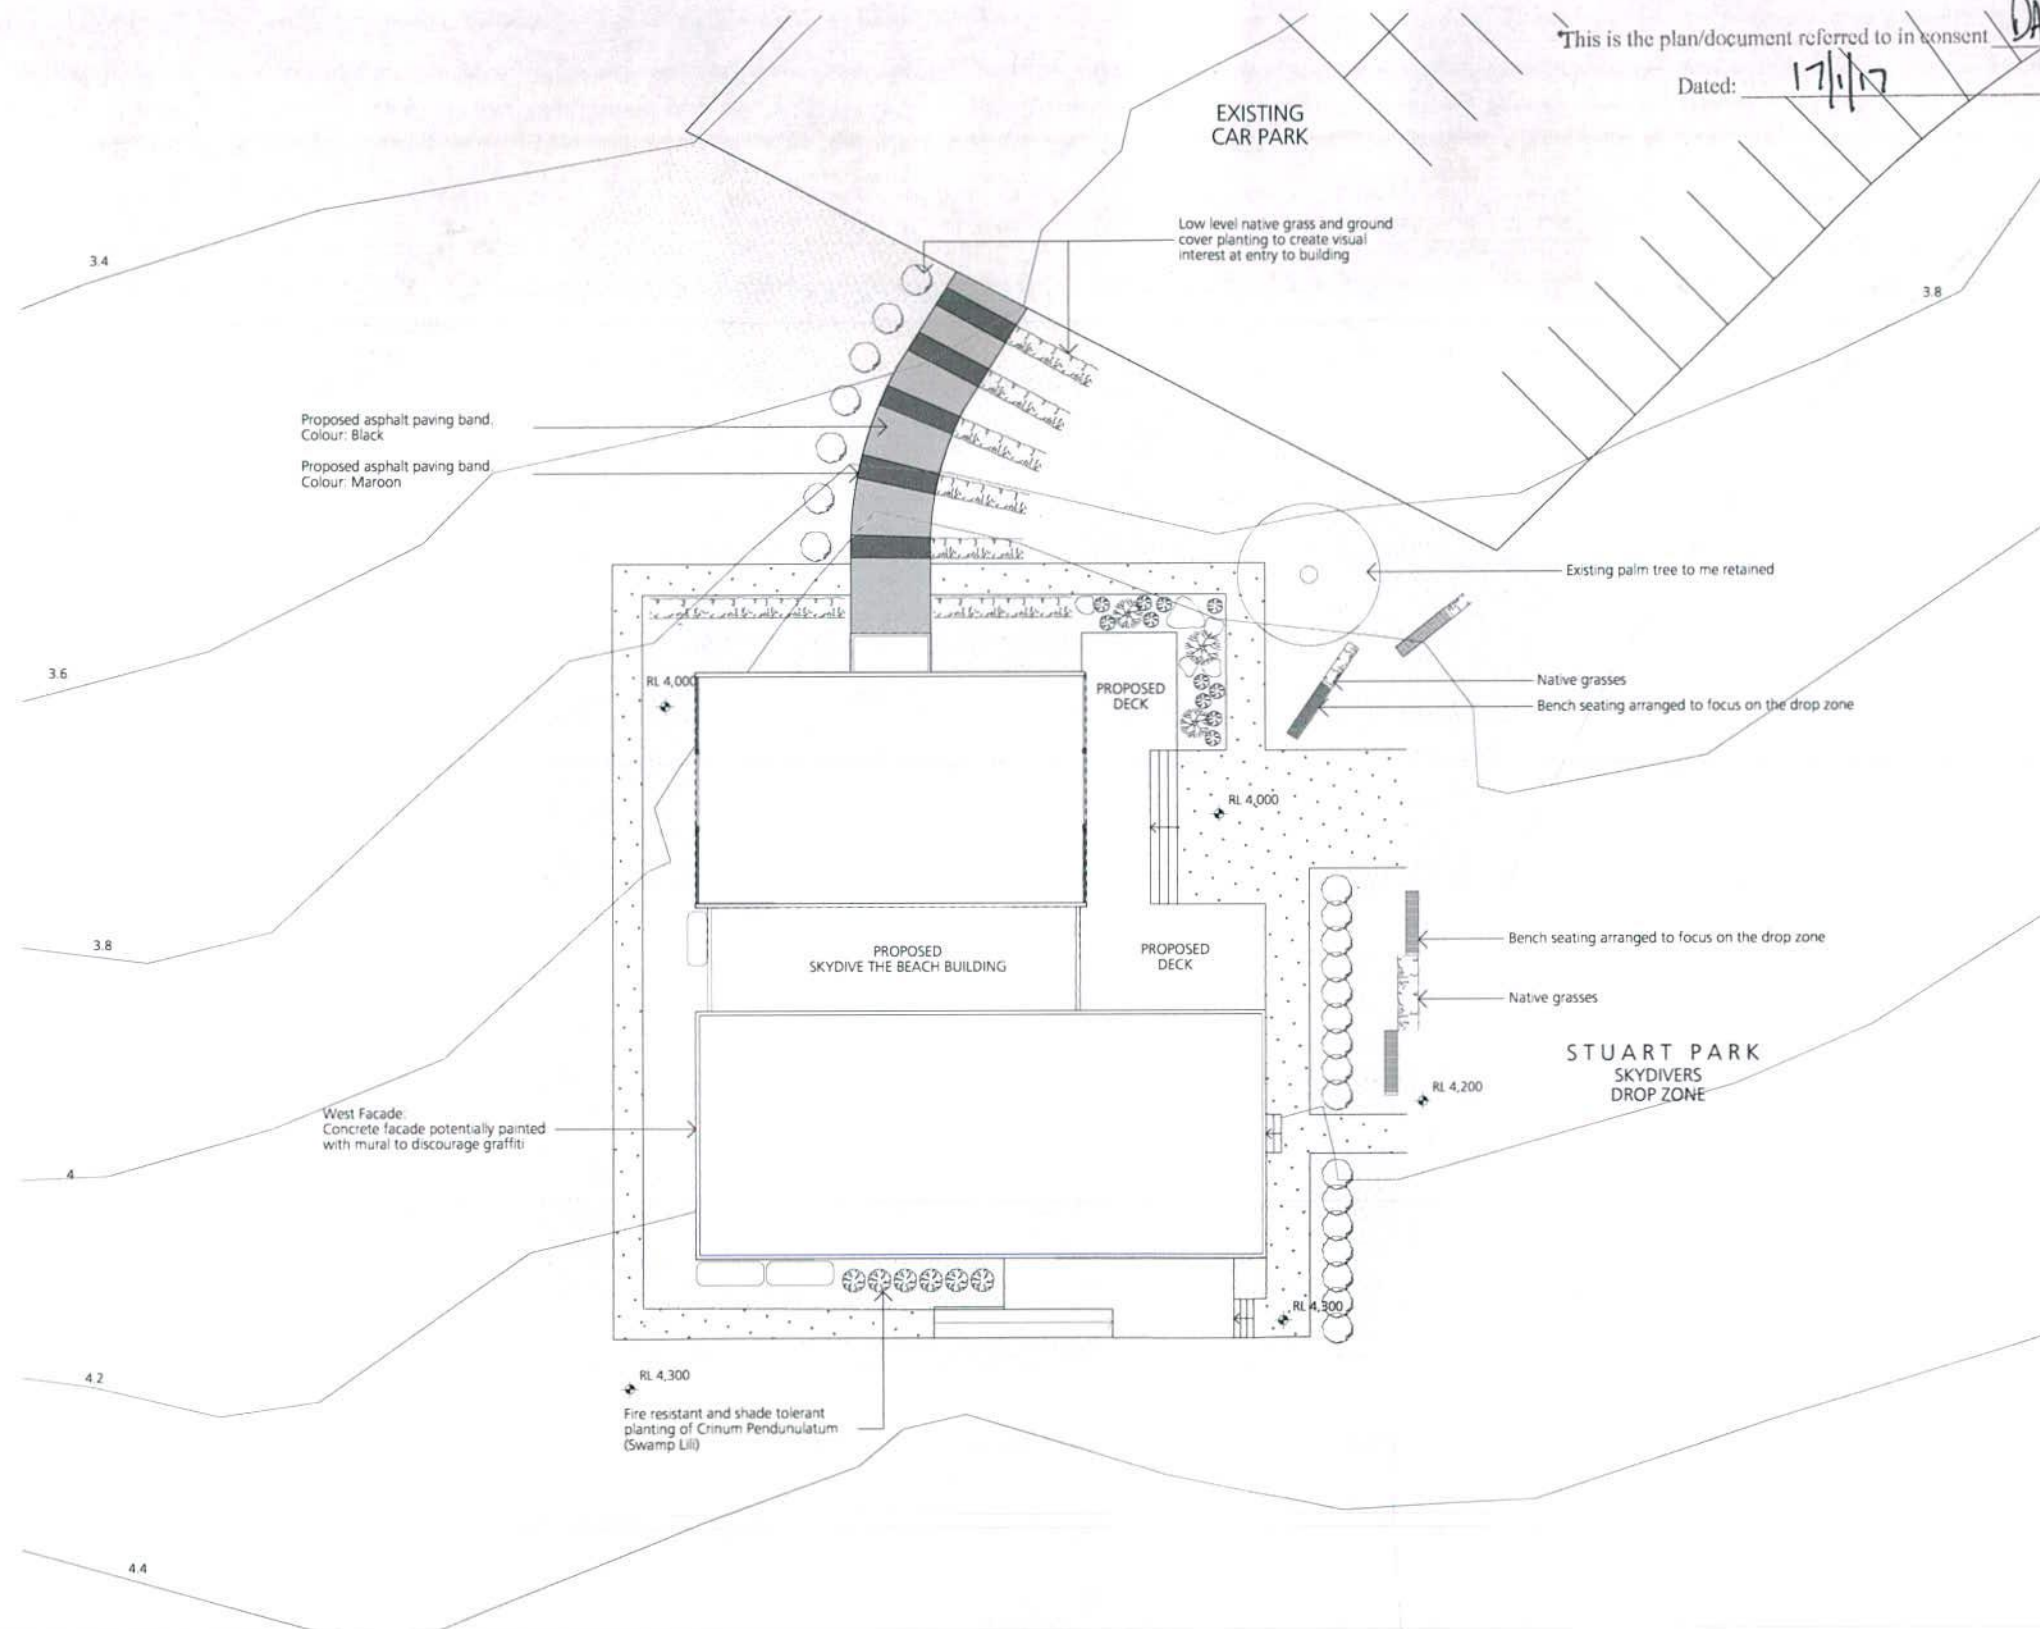 This is the plan/document referred to in consent DA
Dated: 17/1/17
EXISTING
CAR PARK
Low level native grass and ground
cover planting to create visual
interest at entry to building
3.4
3.8
Proposed asphalt paving band.
Colour: Black
Proposed asphalt paving band.
Colour: Maroon
Existing palm tree to me retained
3.6
RL 4,000
PROPOSED
DECK
Native grasses
Bench seating arranged to focus on the drop zone
RL 4,000
3.8
PROPOSED
SKYDIVE THE BEACH BUILDING
PROPOSED
DECK
Bench seating arranged to focus on the drop zone
Native grasses
STUART PARK
SKYDIVERS
DROP ZONE
RL 4,200
West Facade:
Concrete facade potentially painted
with mural to discourage graffiti
4
RL 4,300
4.2
RL 4,300
Fire resistant and shade tolerant
planting of Crinum Pendunulatum
(Swamp Lili)
4.4